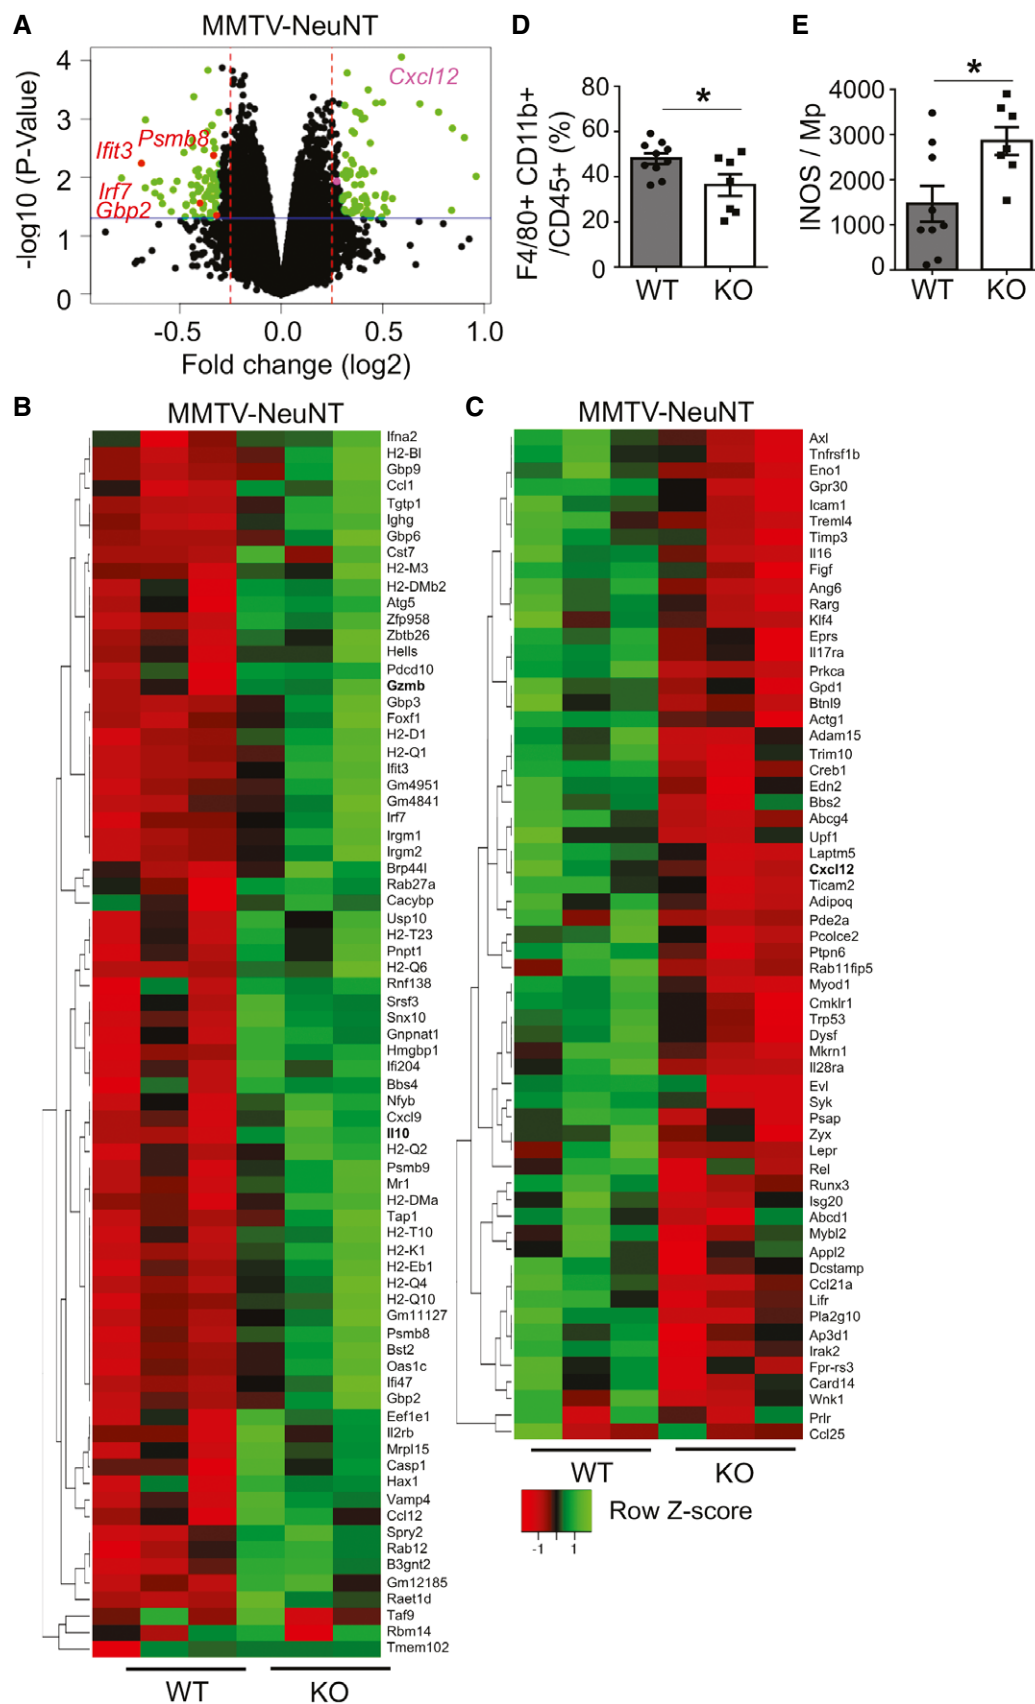 A
MMTV-NeuNT
-log10 (P-Value)
4
3
2
1
0
Cxcl12
Psmb8
Ifit3
Irf7
Gbp2
-0.5
0.0
0.5
1.0
Fold change (log2)
D
F4/80+ CD11b+
/CD45+ (%)
80
60
40
20
0
*
WT
KO
E
INOS / Mp
4000
3000
2000
1000
0
*
WT
KO
B
MMTV-NeuNT
Ifna2
H2-Bl
Gbp9
Ccl1
Tgtp1
Ighg
Gbp6
Cst7
H2-M3
H2-DMb2
Atg5
Zfp958
Zbtb26
Hells
Pdcd10
Gzmb
Gbp3
Foxf1
H2-D1
H2-Q1
Ifit3
Gm4951
Gm4841
Irf7
Irgm1
Irgm2
Brp44l
Rab27a
Cacybp
Usp10
H2-T23
Pnpt1
H2-Q6
Rnf138
Srsf3
Snx10
Gnpnat1
Hmgbp1
Ifi204
Bbs4
Nfyb
Cxcl9
Il10
H2-Q2
Psmb9
Mr1
H2-DMa
Tap1
H2-T10
H2-K1
H2-Eb1
H2-Q4
H2-Q10
Gm11127
Psmb8
Bst2
Oas1c
Ifi47
Gbp2
Eef1e1
Il2rb
Mrpl15
Casp1
Hax1
Vamp4
Ccl12
Spry2
Rab12
B3gnt2
Gm12185
Raet1d
Taf9
Rbm14
Tmem102
WT
KO
C
MMTV-NeuNT
Axl
Tnfrsf1b
Eno1
Gpr30
Icam1
Treml4
Timp3
Il16
Figf
Ang6
Rarg
Klf4
Eprs
Il17ra
Prkca
Gpd1
Btnl9
Actg1
Adam15
Trim10
Creb1
Edn2
Bbs2
Abcg4
Upf1
Laptm5
Cxcl12
Ticam2
Adipoq
Pde2a
Pcolce2
Ptpn6
Rab11fip5
Myod1
Cmklr1
Trp53
Dysf
Mkrn1
Il28ra
Evl
Syk
Psap
Zyx
Lepr
Rel
Runx3
Isg20
Abcd1
Mybl2
Appl2
Dcstamp
Ccl21a
Lifr
Pla2g10
Ap3d1
Irak2
Fpr-rs3
Card14
Wnk1
Prlr
Ccl25
WT
KO
Row Z-score
-1
1